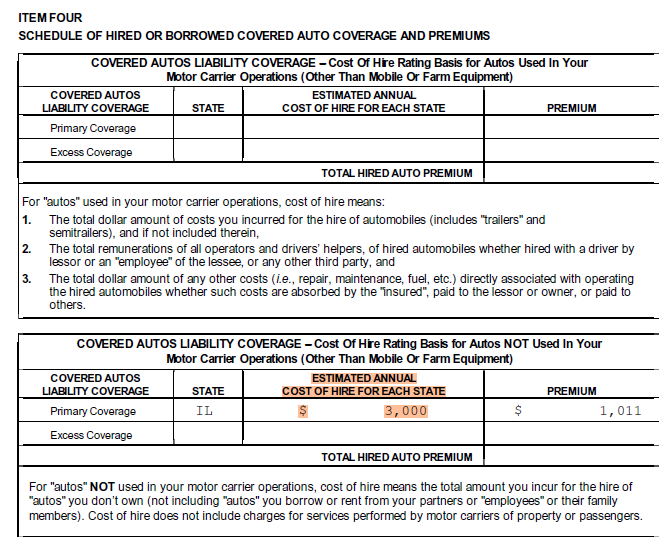 ITEM FOUR
SCHEDULE OF HIRED OR BORROWED COVERED AUTO COVERAGE AND PREMIUMS
COVERED AUTOS LIABILITY COVERAGE – Cost Of Hire Rating Basis for Autos Used In Your
Motor Carrier Operations (Other Than Mobile Or Farm Equipment)
COVERED AUTOS
LIABILITY COVERAGE
STATE
ESTIMATED ANNUAL
COST OF HIRE FOR EACH STATE
PREMIUM
Primary Coverage
Excess Coverage
TOTAL HIRED AUTO PREMIUM
For "autos" used in your motor carrier operations, cost of hire means:
1. The total dollar amount of costs you incurred for the hire of automobiles (includes "trailers" and
semitrailers), and if not included therein,
2. The total remunerations of all operators and drivers' helpers, of hired automobiles whether hired with a driver by
lessor or an "employee" of the lessee, or any other third party, and
3. The total dollar amount of any other costs (i.e., repair, maintenance, fuel, etc.) directly associated with operating
the hired automobiles whether such costs are absorbed by the "insured", paid to the lessor or owner, or paid to
others.
COVERED AUTOS LIABILITY COVERAGE – Cost Of Hire Rating Basis for Autos NOT Used In Your
Motor Carrier Operations (Other Than Mobile Or Farm Equipment)
COVERED AUTOS
LIABILITY COVERAGE
STATE
ESTIMATED ANNUAL
COST OF HIRE FOR EACH STATE
PREMIUM
Primary Coverage IL $ 3,000 $ 1,011
Excess Coverage
TOTAL HIRED AUTO PREMIUM
For "autos" NOT used in your motor carrier operations, cost of hire means the total amount you incur for the hire of
"autos" you don't own (not including "autos" you borrow or rent from your partners or "employees" or their family
members). Cost of hire does not include charges for services performed by motor carriers of property or passengers.